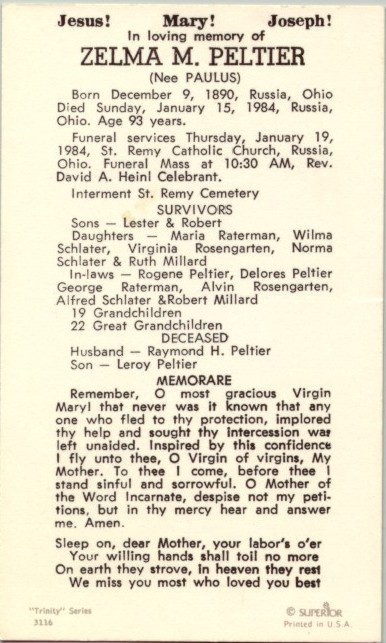 Jesus! Mary! Joseph!
In loving memory of
ZELMA M. PELTIER
(Nee PAULUS)
Born December 9, 1890, Russia, Ohio
Died Sunday, January 15, 1984, Russia,
Ohio. Age 93 years.
Funeral services Thursday, January 19,
1984, St. Remy Catholic Church, Russia,
Ohio. Funeral Mass at 10:30 AM, Rev.
David A. Heinl Celebrant.
Interment St. Remy Cemetery
SURVIVORS
Sons — Lester & Robert
Daughters — Maria Raterman, Wilma
Schlater, Virginia Rosengarten, Norma
Schlater & Ruth Millard
In-laws — Rogene Peltier, Delores Peltier
George Raterman, Alvin Rosengarten,
Alfred Schlater &Robert Millard
19 Grandchildren
22 Great Grandchildren
DECEASED
Husband — Raymond H. Peltier
Son — Leroy Peltier
MEMORARE
Remember, O most gracious Virgin
Mary! that never was it known that any
one who fled to thy protection, implored
thy help and sought thy intercession was
left unaided. Inspired by this confidence
I fly unto thee, O Virgin of virgins, My
Mother. To thee I come, before thee I
stand sinful and sorrowful. O Mother of
the Word Incarnate, despise not my peti-
tions, but in thy mercy hear and answer
me. Amen.
Sleep on, dear Mother, your labor's o'er
Your willing hands shall toil no more
On earth they strove, in heaven they rest
We miss you most who loved you best
"Trinity" Series
3116
© SUPERIOR
Printed in U.S.A.